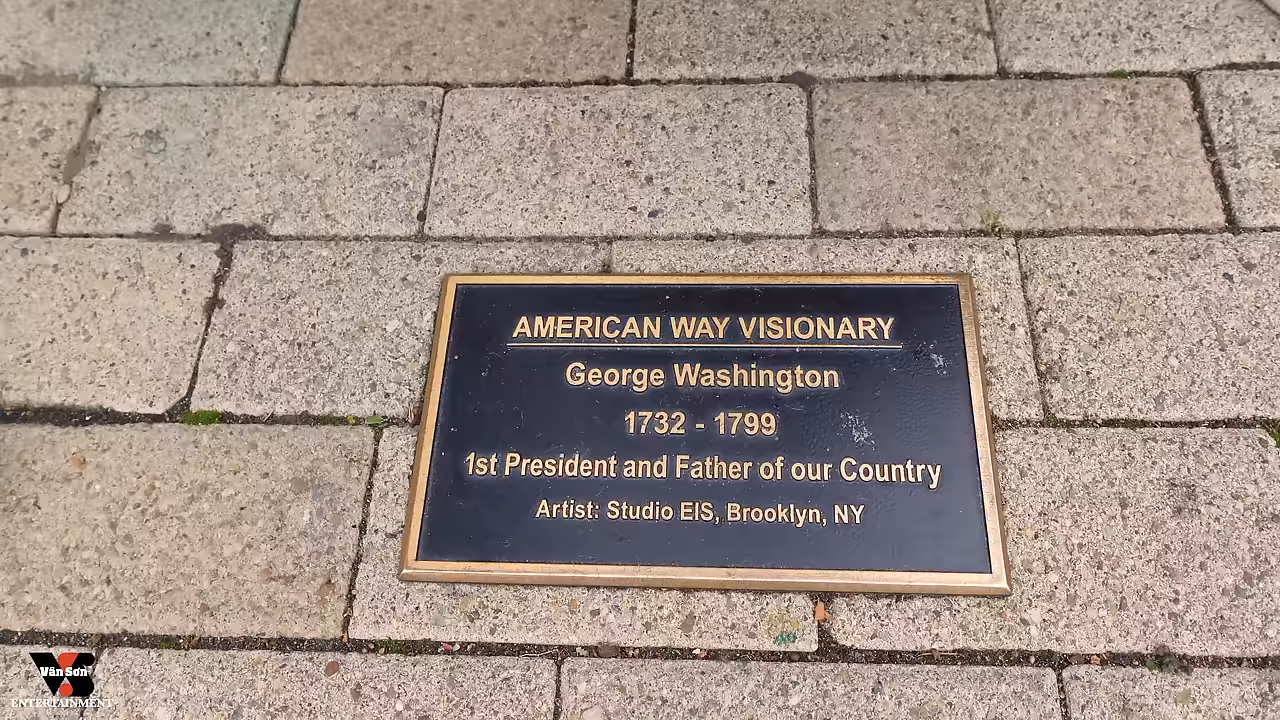 AMERICAN WAY VISIONARY
George Washington
1732 - 1799
1st President and Father of our Country
Artist: Studio EIS, Brooklyn, NY
Vân Sơn
ENTERTAINMENT